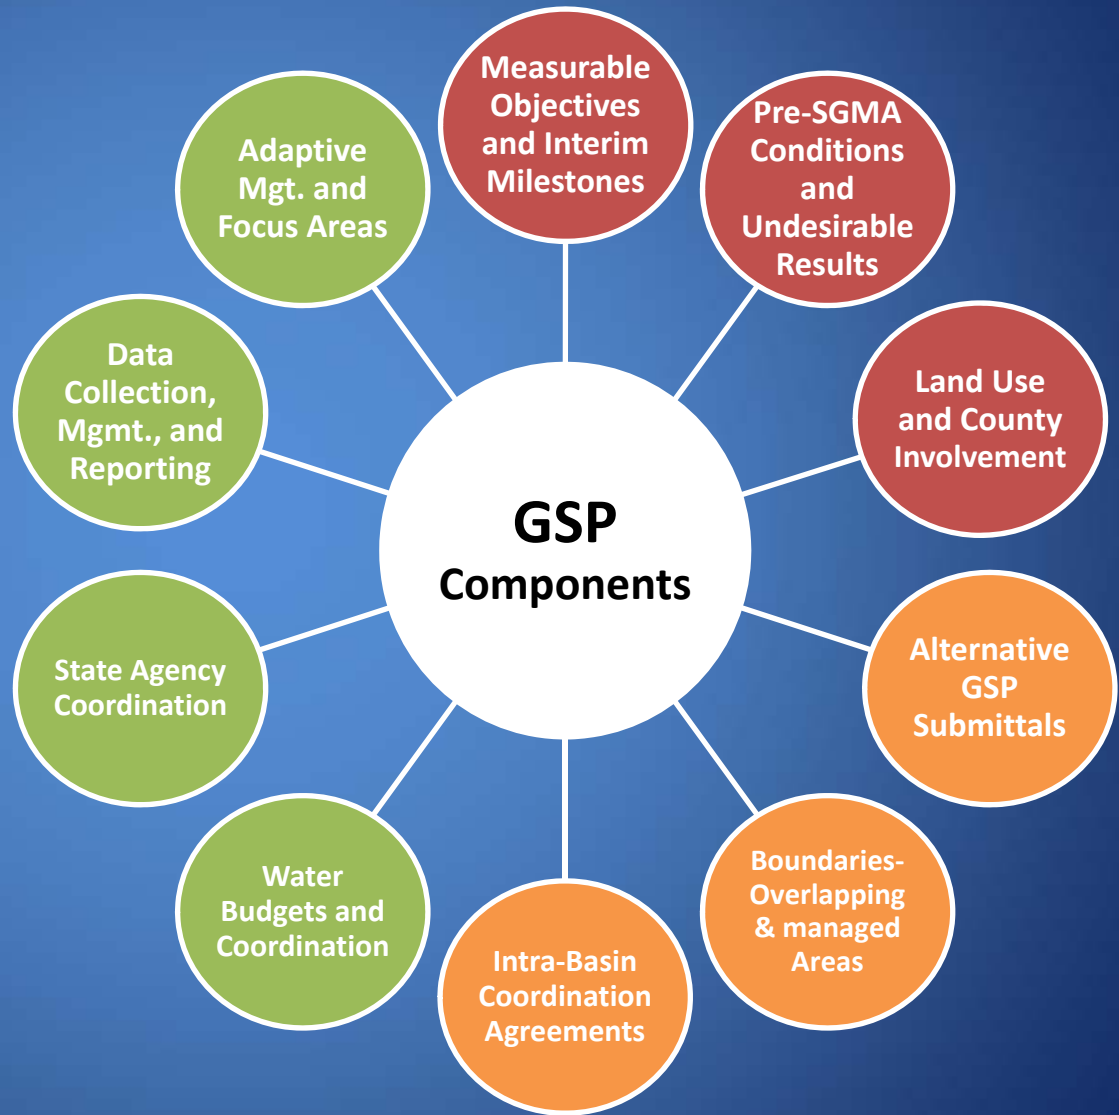 GSP
Components
Measurable
Objectives
and Interim
Milestones
Pre-SGMA
Conditions
and
Undesirable
Results
Land Use
and County
Involvement
Alternative
GSP
Submittals
Boundaries-
Overlapping
& managed
Areas
Intra-Basin
Coordination
Agreements
Water
Budgets and
Coordination
State Agency
Coordination
Data
Collection,
Mgmt., and
Reporting
Adaptive
Mgt. and
Focus Areas